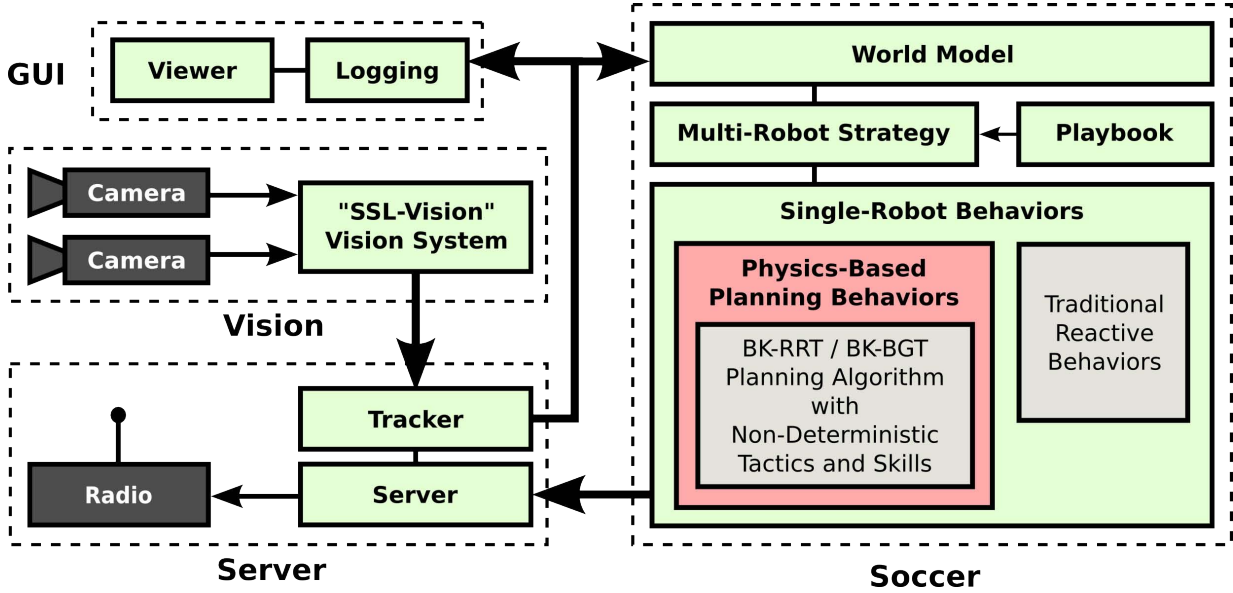 GUI
Viewer
Logging
Camera
Camera
"SSL-Vision"
Vision System
Vision
Tracker
Server
Radio
Server
World Model
Multi-Robot Strategy
Playbook
Single-Robot Behaviors
Physics-Based
Planning Behaviors
BK-RRT / BK-BGT
Planning Algorithm
with
Non-Deterministic
Tactics and Skills
Traditional
Reactive
Behaviors
Soccer